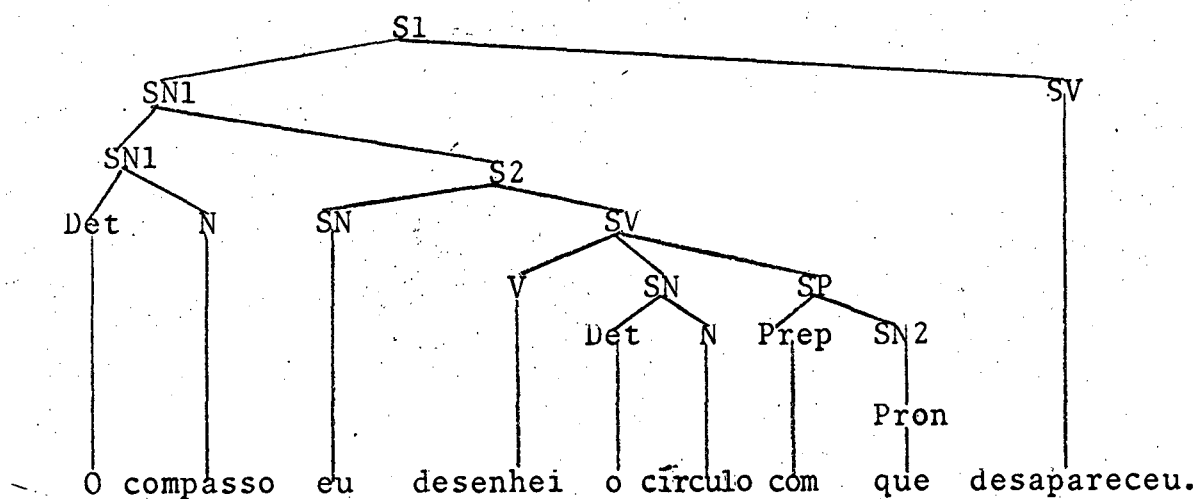 S1
SN1 SV
SN1 S2
Det N SN SV
V SN SP
Det N Prep SN2
Pron
O compasso eu desenhei o círculo com que desapareceu.